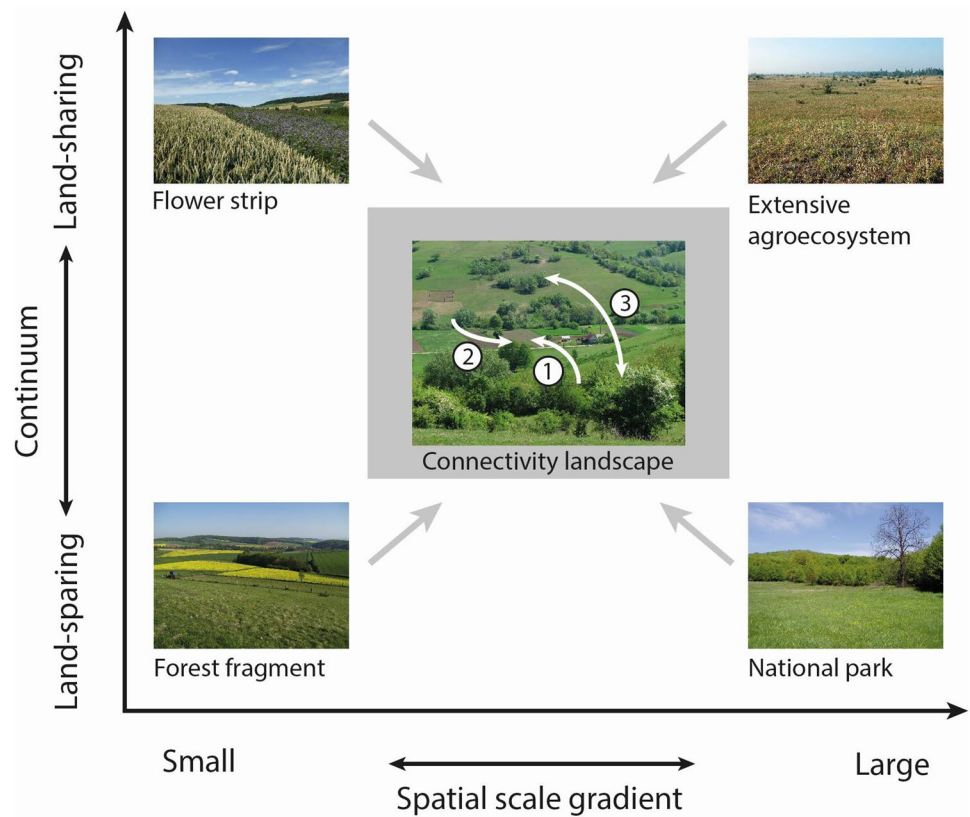 Land-sharing
Continuum
Land-sparing
Flower strip
Extensive
agroecosystem
3
2
1
Connectivity landscape
Forest fragment
National park
Small
Large
Spatial scale gradient